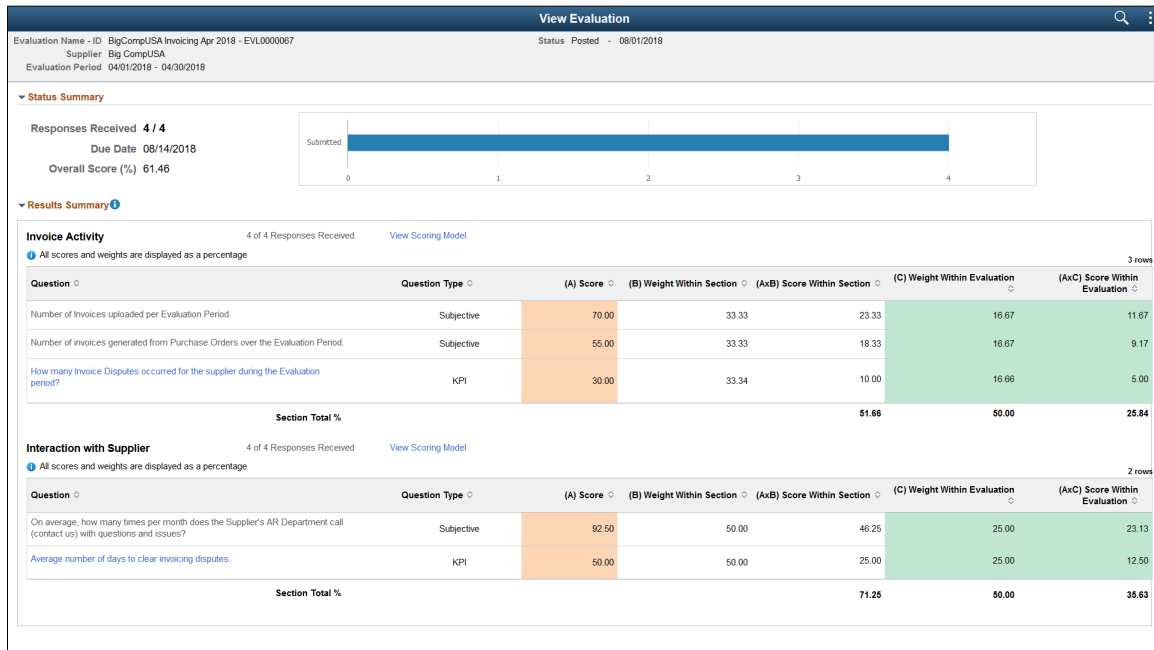 View Evaluation
Evaluation Name - ID BigCompUSA Invoicing Apr 2018 - EVL0000067 Status Posted - 08/01/2018
Supplier Big CompUSA
Evaluation Period 04/01/2018 - 04/30/2018
Status Summary
Responses Received 4 / 4
Due Date 08/14/2018
Overall Score (%) 61.46
Submitted
0 1 2 3 4
Results Summary
Invoice Activity 4 of 4 Responses Received View Scoring Model
All scores and weights are displayed as a percentage
3 rows
Question Question Type (A) Score (B) Weight Within Section (AxB) Score Within Section (C) Weight Within Evaluation (AxC) Score Within
Evaluation
Number of Invoices uploaded per Evaluation Period. Subjective 70.00 33.33 23.33 16.67 11.67
Number of invoices generated from Purchase Orders over the Evaluation Period. Subjective 55.00 33.33 18.33 16.67 9.17
How many Invoice Disputes occurred for the supplier during the Evaluation
period? KPI 30.00 33.34 10.00 16.66 5.00
Section Total % 51.66 50.00 25.84
Interaction with Supplier 4 of 4 Responses Received View Scoring Model
All scores and weights are displayed as a percentage
2 rows
Question Question Type (A) Score (B) Weight Within Section (AxB) Score Within Section (C) Weight Within Evaluation (AxC) Score Within
Evaluation
On average, how many times per month does the Supplier's AR Department call
(contact us) with questions and issues? Subjective 92.50 50.00 46.25 25.00 23.13
Average number of days to clear invoicing disputes. KPI 50.00 50.00 25.00 25.00 12.50
Section Total % 71.25 50.00 35.63